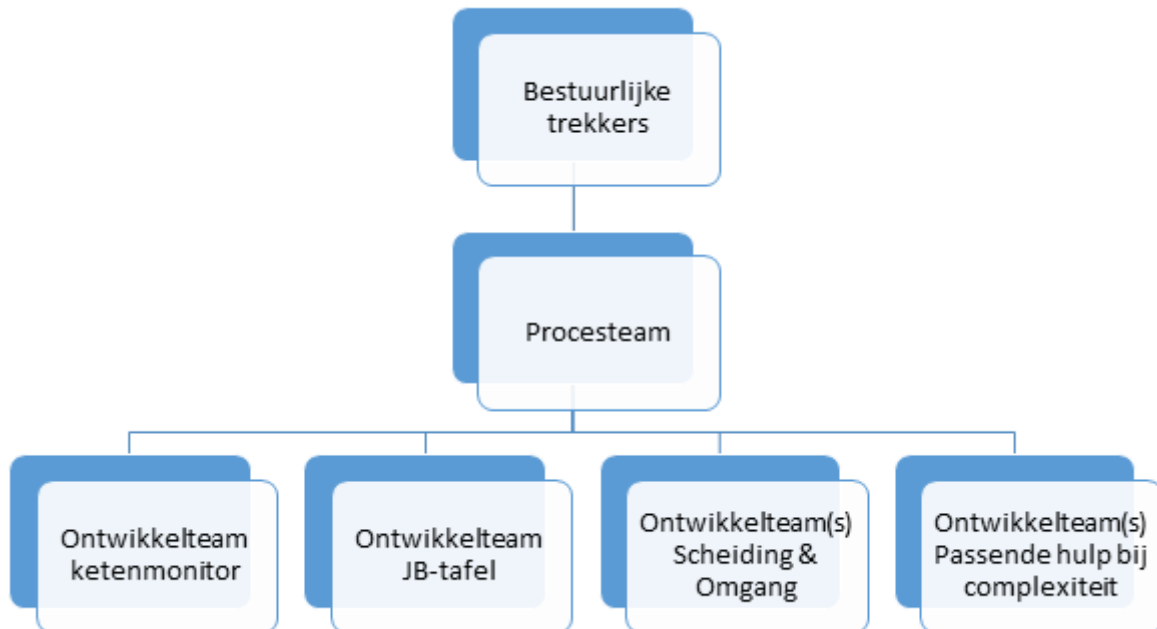 Bestuurlijke
trekkers
Procesteam
Ontwikkelteam
ketenmonitor
Ontwikkelteam
JB-tafel
Ontwikkelteam(s)
Scheiding &
Omgang
Ontwikkelteam(s)
Passende hulp bij
complexiteit